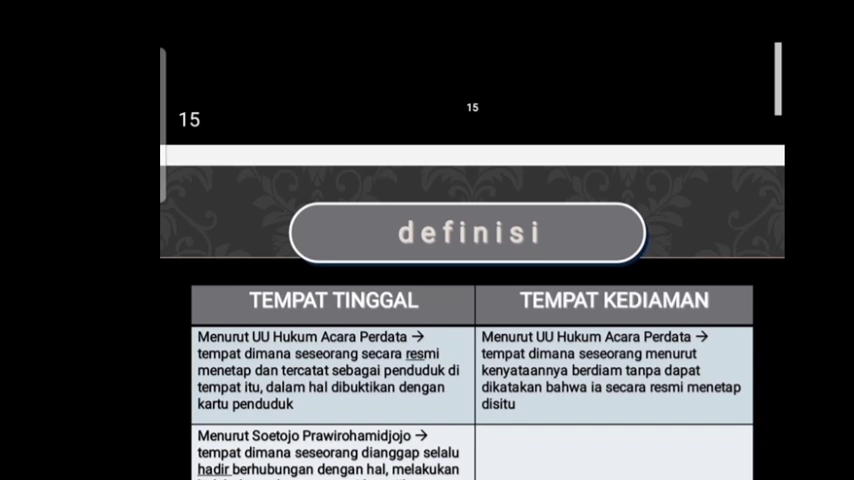 15
15
definisi
TEMPAT TINGGAL
TEMPAT KEDIAMAN
Menurut UU Hukum Acara Perdata →
tempat dimana seseorang secara resmi
menetap dan tercatat sebagai penduduk di
tempat itu, dalam hal dibuktikan dengan
kartu penduduk
Menurut UU Hukum Acara Perdata →
tempat dimana seseorang menurut
kenyataannya berdiam tanpa dapat
dikatakan bahwa ia secara resmi menetap
disitu
Menurut Soetojo Prawirohamidjojo →
tempat dimana seseorang dianggap selalu
hadir berhubungan dengan hal, melakukan